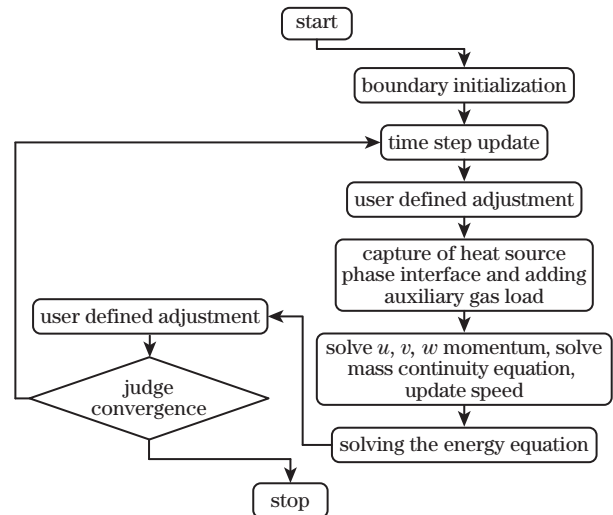 start
boundary initialization
time step update
user defined adjustment
capture of heat source
phase interface and adding
auxiliary gas load
solve u, v, w momentum, solve
mass continuity equation,
update speed
solving the energy equation
user defined adjustment
judge
convergence
stop